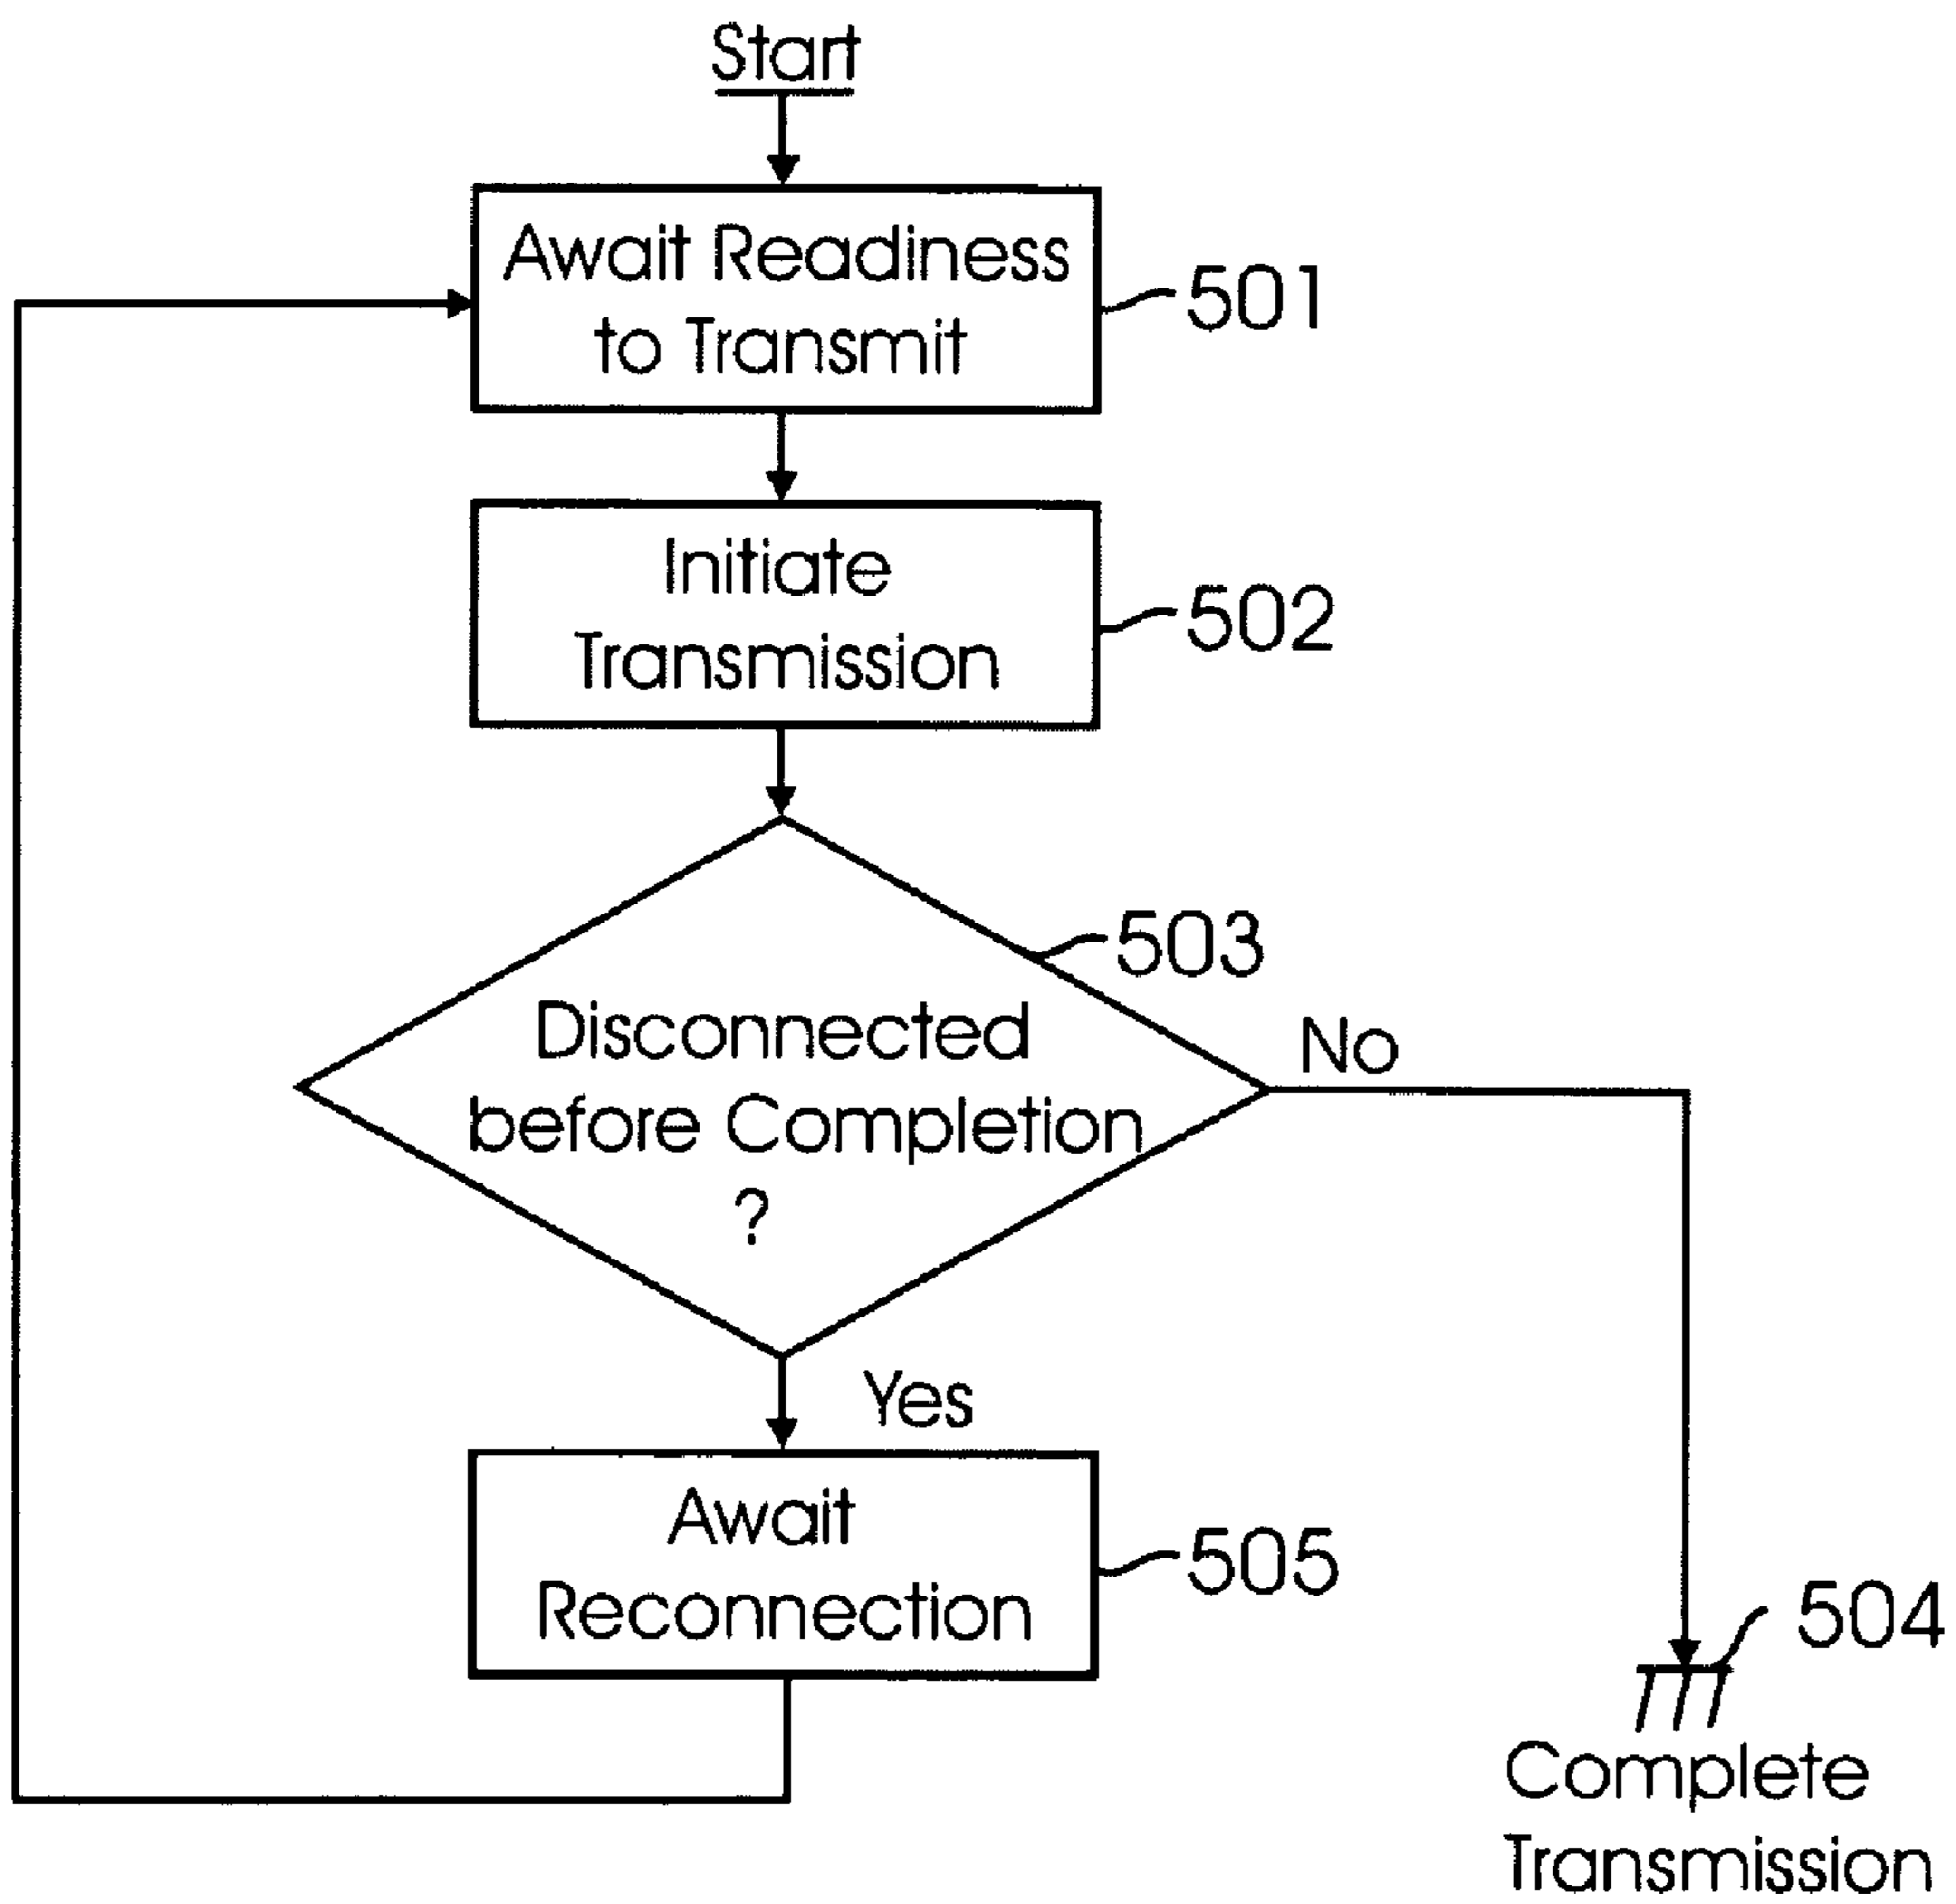 Start
Await Readiness
to Transmit
501
Initiate
Transmission
502
503
Disconnected
before Completion
?
No
Yes
Await
Reconnection
505
504
Complete
Transmission